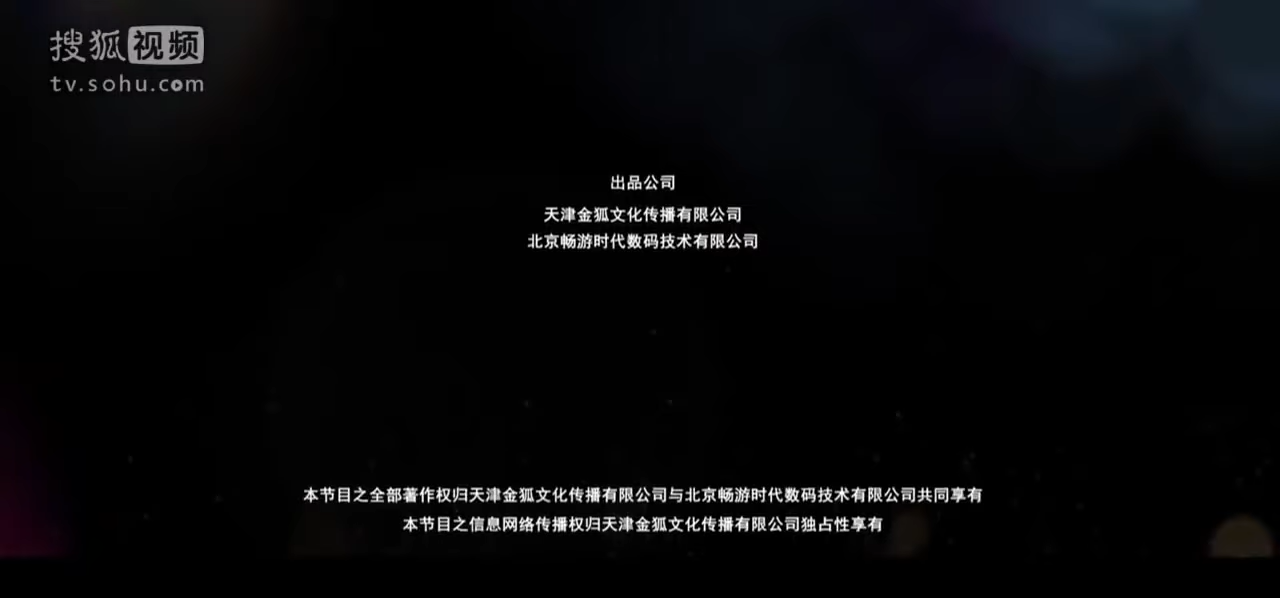 搜狐视频
tv.sohu.com
出品公司
天津金狐文化传播有限公司
北京畅游时代数码技术有限公司
本节目之全部著作权归天津金狐文化传播有限公司与北京畅游时代数码技术有限公司共同享有
本节目之信息网络传播权归天津金狐文化传播有限公司独占性享有